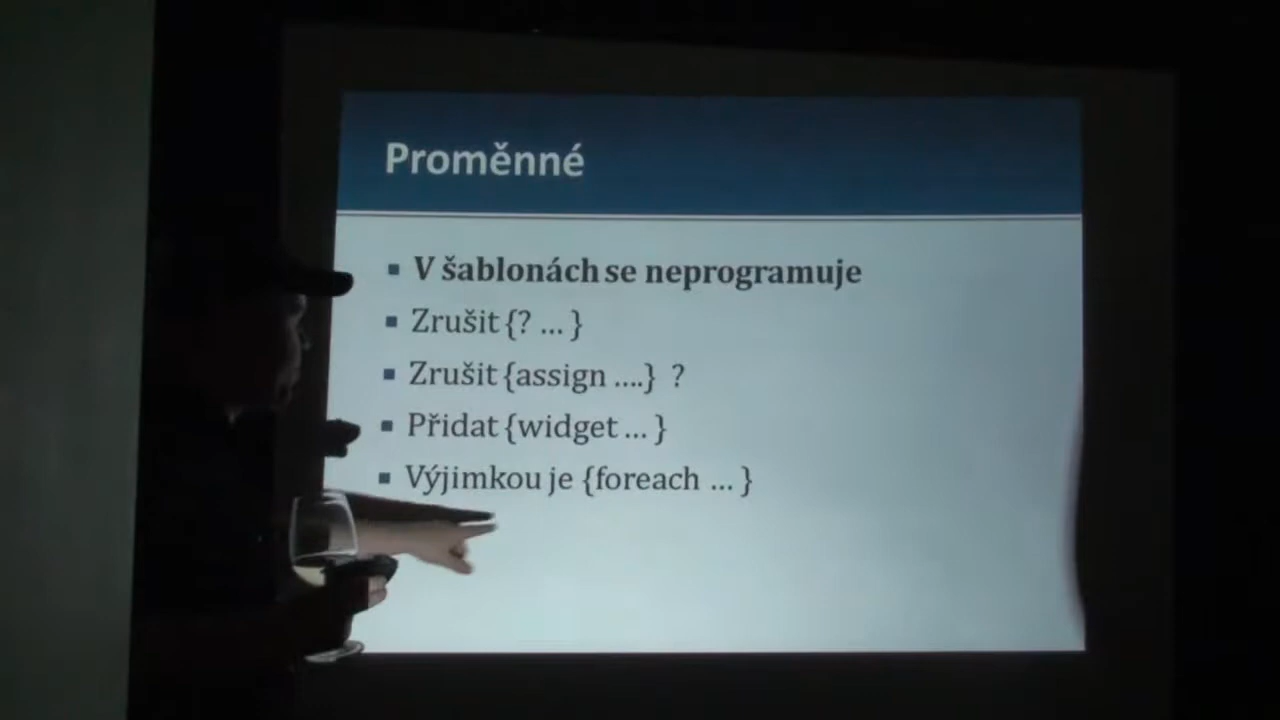 Proměnné
V šablonách se neprogramuje
Zrušit {? ... }
Zrušit {assign ....} ?
Přidat {widget ... }
Výjimkou je {foreach ... }